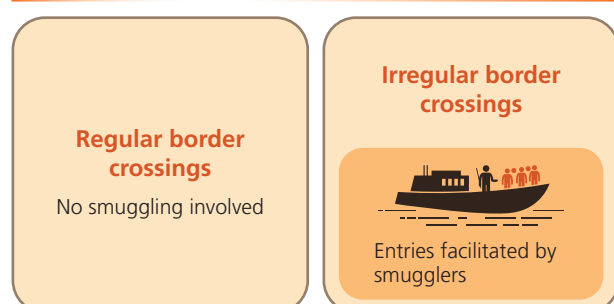 Regular border
crossings
No smuggling involved
Irregular border
crossings
Entries facilitated by
smugglers